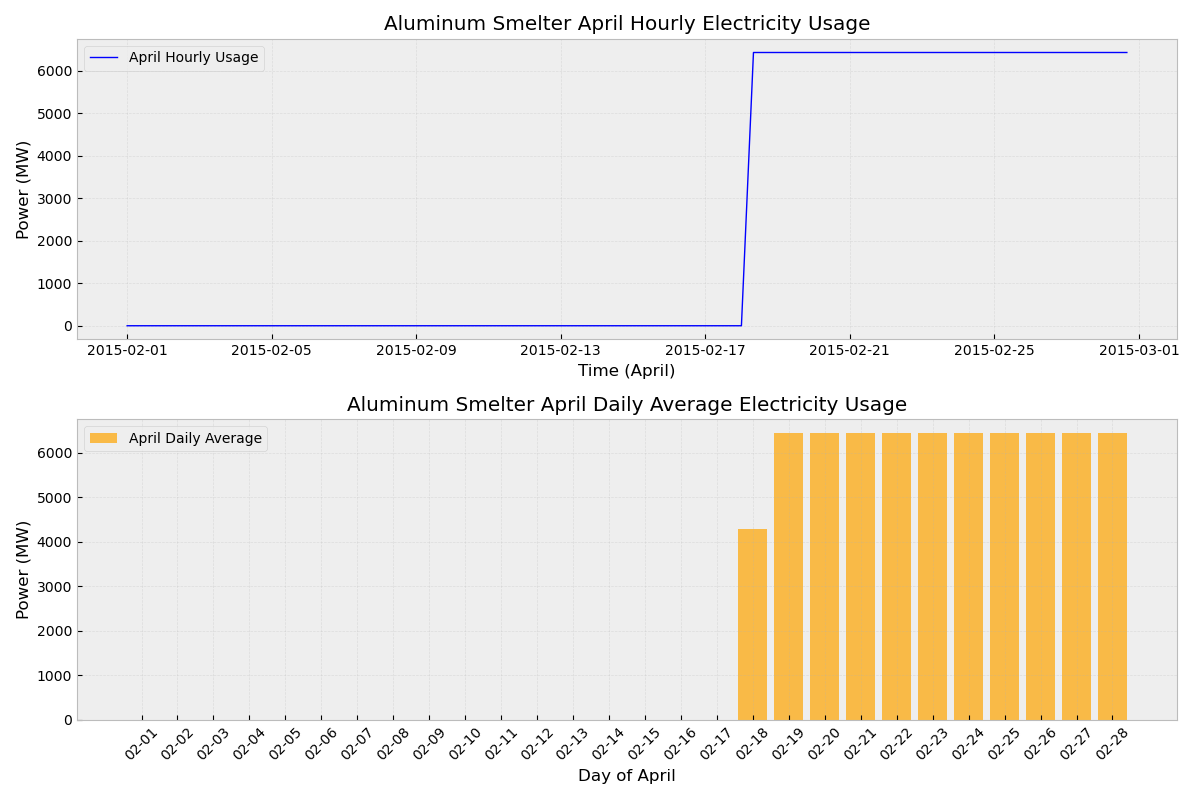 Aluminum Smelter April Hourly Electricity Usage
April Hourly Usage
Power (MW)
6000
5000
4000
3000
2000
1000
0
2015-02-01 2015-02-05 2015-02-09 2015-02-13 2015-02-17 2015-02-21 2015-02-25 2015-03-01
Time (April)
Aluminum Smelter April Daily Average Electricity Usage
April Daily Average
Power (MW)
6000
5000
4000
3000
2000
1000
0
02-01 02-02 02-03 02-04 02-05 02-06 02-07 02-08 02-09 02-10 02-11 02-12 02-13 02-14 02-15 02-16 02-17 02-18 02-19 02-20 02-21 02-22 02-23 02-24 02-25 02-26 02-27 02-28
Day of April